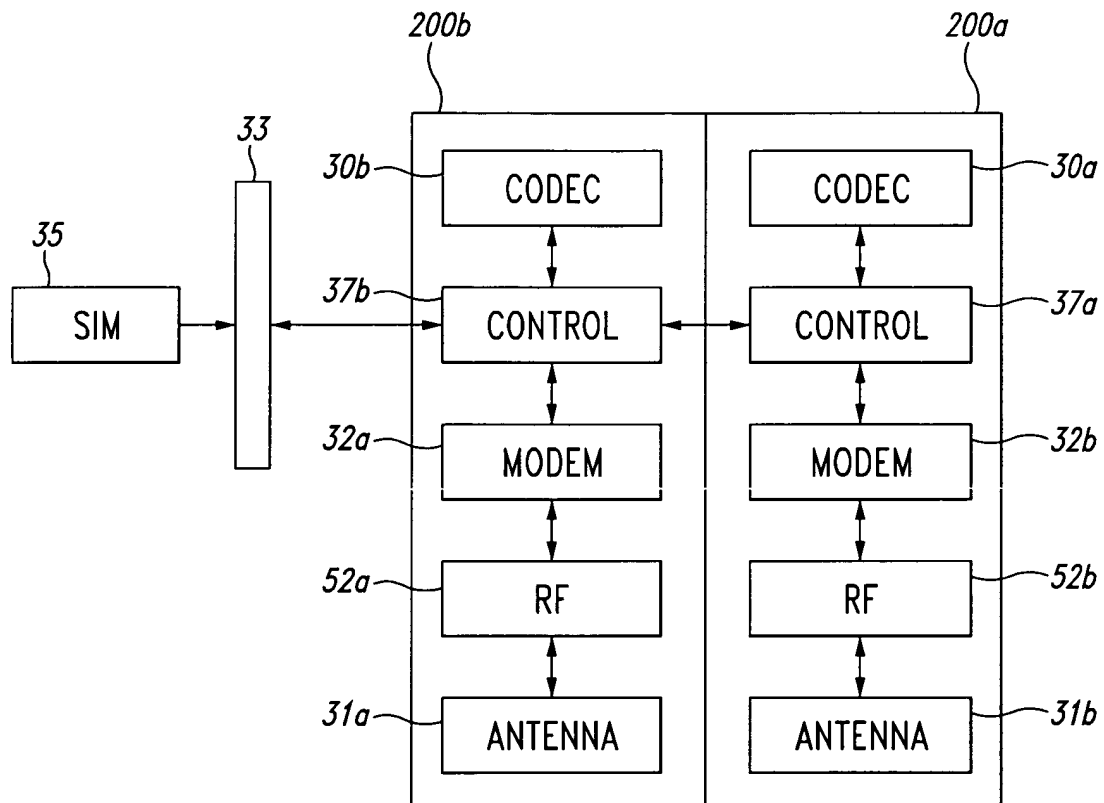 200b 200a
33
30b CODEC CODEC 30a
35
SIM
37b CONTROL CONTROL 37a
32a MODEM MODEM 32b
52a RF RF 52b
31a ANTENNA ANTENNA 31b